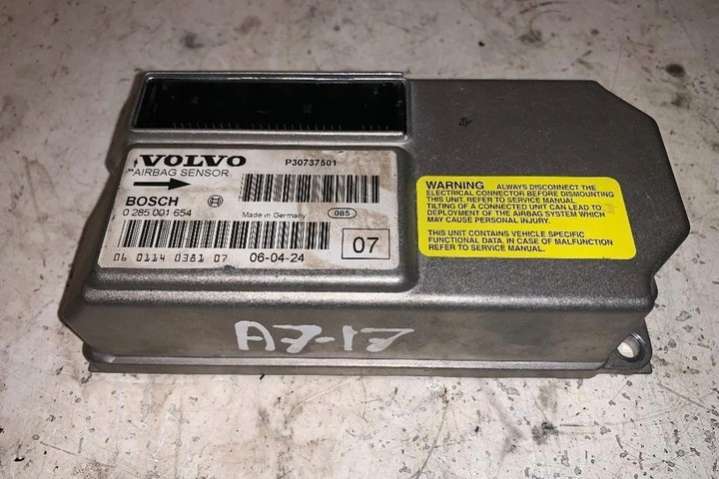 VOLVO
P30737501
AIRBAG SENSOR
BOSCH
0 285 001 654
Made in Germany
085
07
06 0114 0381 07
06-04-24
WARNING ALWAYS DISCONNECT THE
ELECTRICAL CONNECTOR BEFORE DISMOUNTING
THIS UNIT. REFER TO SERVICE MANUAL.
TILTING OF A CONNECTED UNIT CAN LEAD TO
DEPLOYMENT OF THE AIRBAG SYSTEM WHICH
MAY CAUSE PERSONAL INJURY.
THIS UNIT CONTAINS VEHICLE SPECIFIC
FUNCTIONAL DATA, IN CASE OF MALFUNCTION
REFER TO SERVICE MANUAL.
A7-17